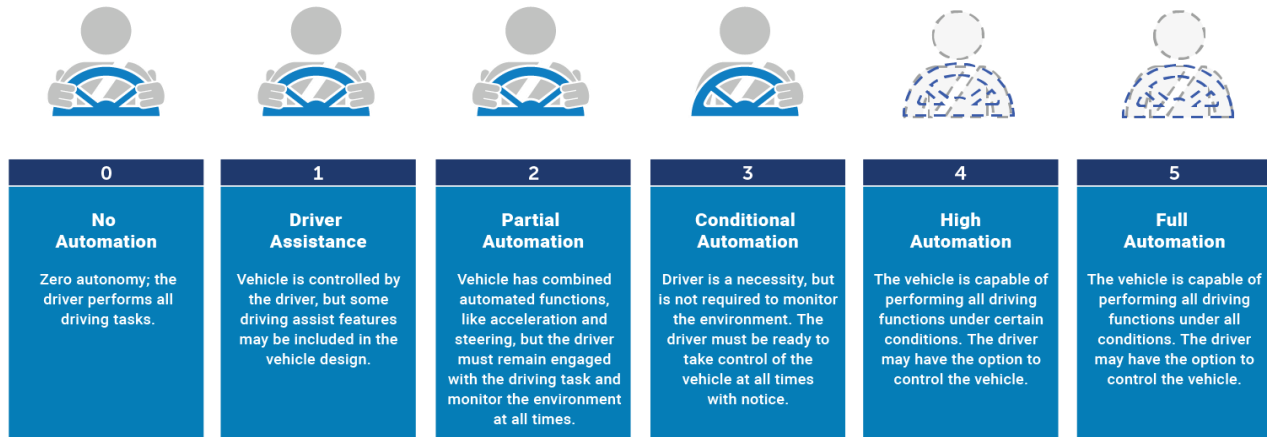 0
No
Automation
Zero autonomy; the
driver performs all
driving tasks.
1
Driver
Assistance
Vehicle is controlled by
the driver, but some
driving assist features
may be included in the
vehicle design.
2
Partial
Automation
Vehicle has combined
automated functions,
like acceleration and
steering, but the driver
must remain engaged
with the driving task and
monitor the environment
at all times.
3
Conditional
Automation
Driver is a necessity, but
is not required to monitor
the environment. The
driver must be ready to
take control of the
vehicle at all times
with notice.
4
High
Automation
The vehicle is capable of
performing all driving
functions under certain
conditions. The driver
may have the option to
control the vehicle.
5
Full
Automation
The vehicle is capable of
performing all driving
functions under all
conditions. The driver
may have the option to
control the vehicle.